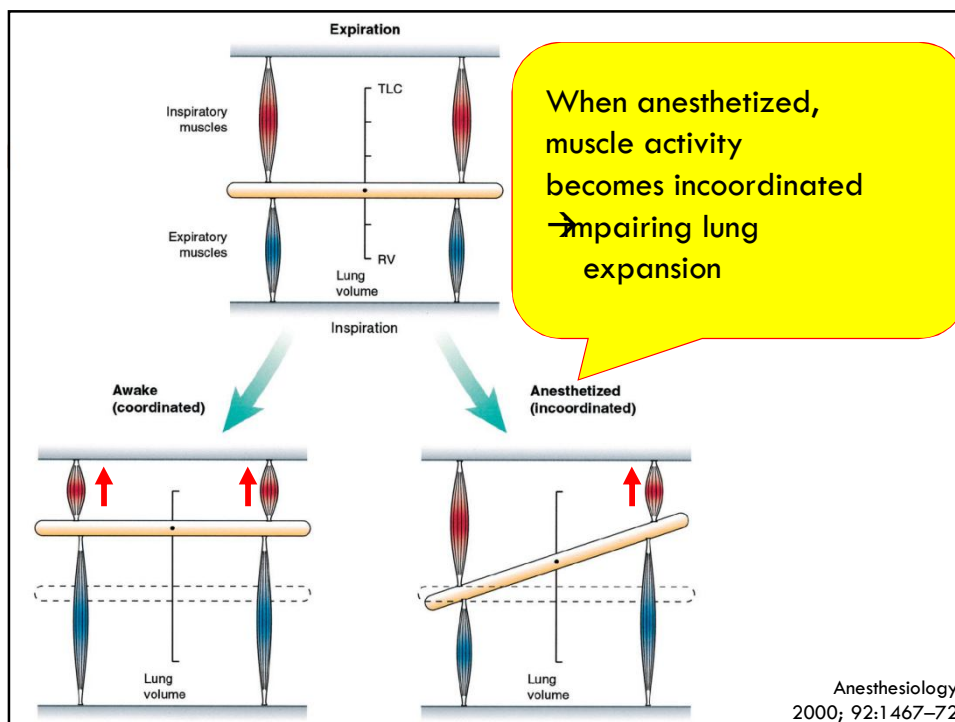 Expiration
TLC
Inspiratory
muscles
Expiratory
muscles
RV
Lung
volume
Inspiration
When anesthetized,
muscle activity
becomes incoordinated
→impairing lung
expansion
Awake
(coordinated)
Anesthetized
(incoordinated)
Lung
volume
Lung
volume
Anesthesiology
2000; 92:1467–72